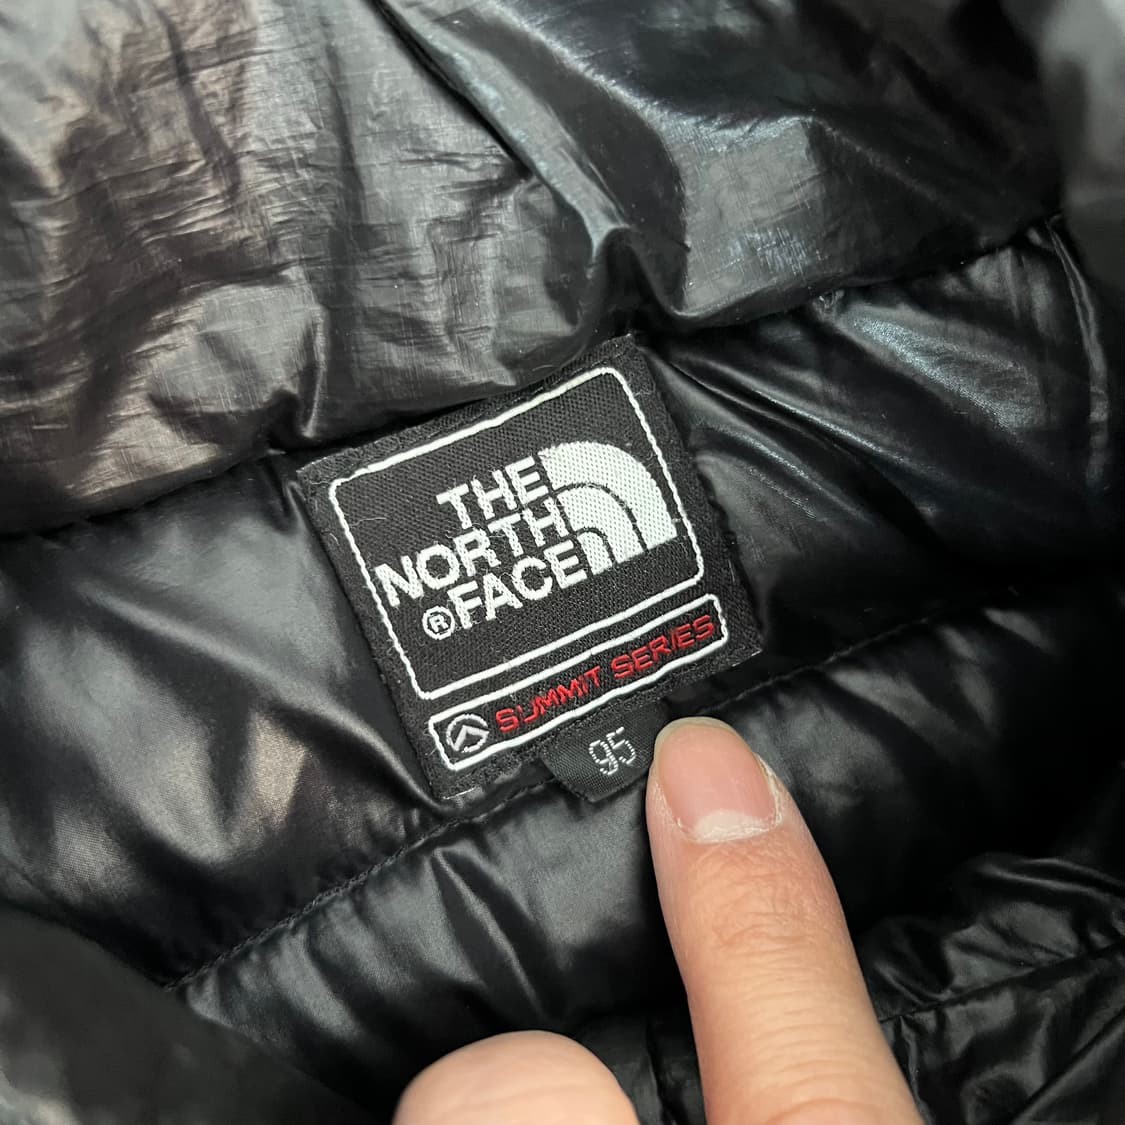 THE
NORTH
®FACE
SUMMIT SERIES
95